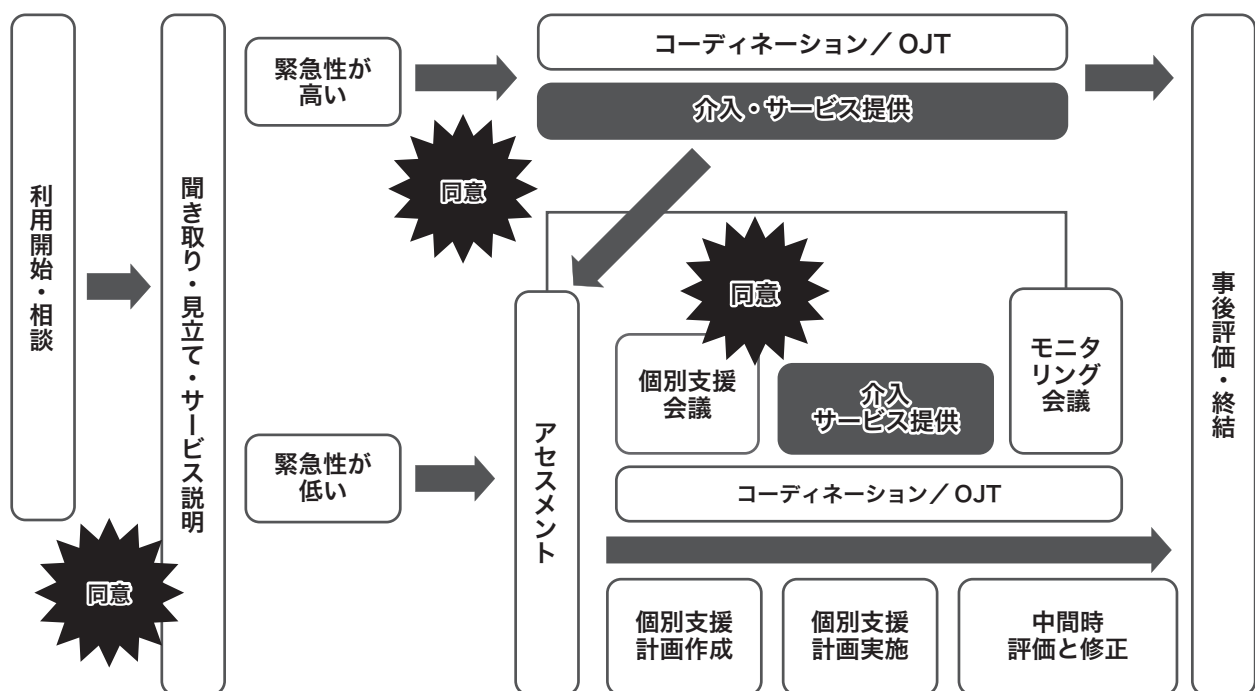 利用開始・相談
同意
聞き取り・見立て・サービス説明
緊急性が
高い
同意
コーディネーション／OJT
介入・サービス提供
緊急性が
低い
アセスメント
同意
個別支援
会議
介入
サービス提供
モニタ
リング
会議
コーディネーション／OJT
個別支援
計画作成
個別支援
計画実施
中間時
評価と修正
事後評価・終結